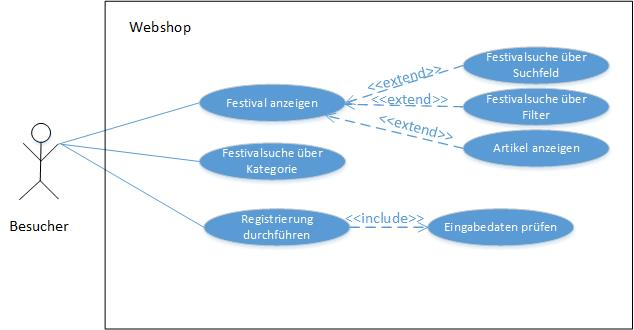 Webshop
Festivalsuche über
Suchfeld
<<extend>>
Festival anzeigen
<<extend>>
Festivalsuche über
Filter
<<extend>>
Artikel anzeigen
Festivalsuche über
Kategorie
Besucher
Registrierung
durchführen
<<include>>
Eingabedaten prüfen